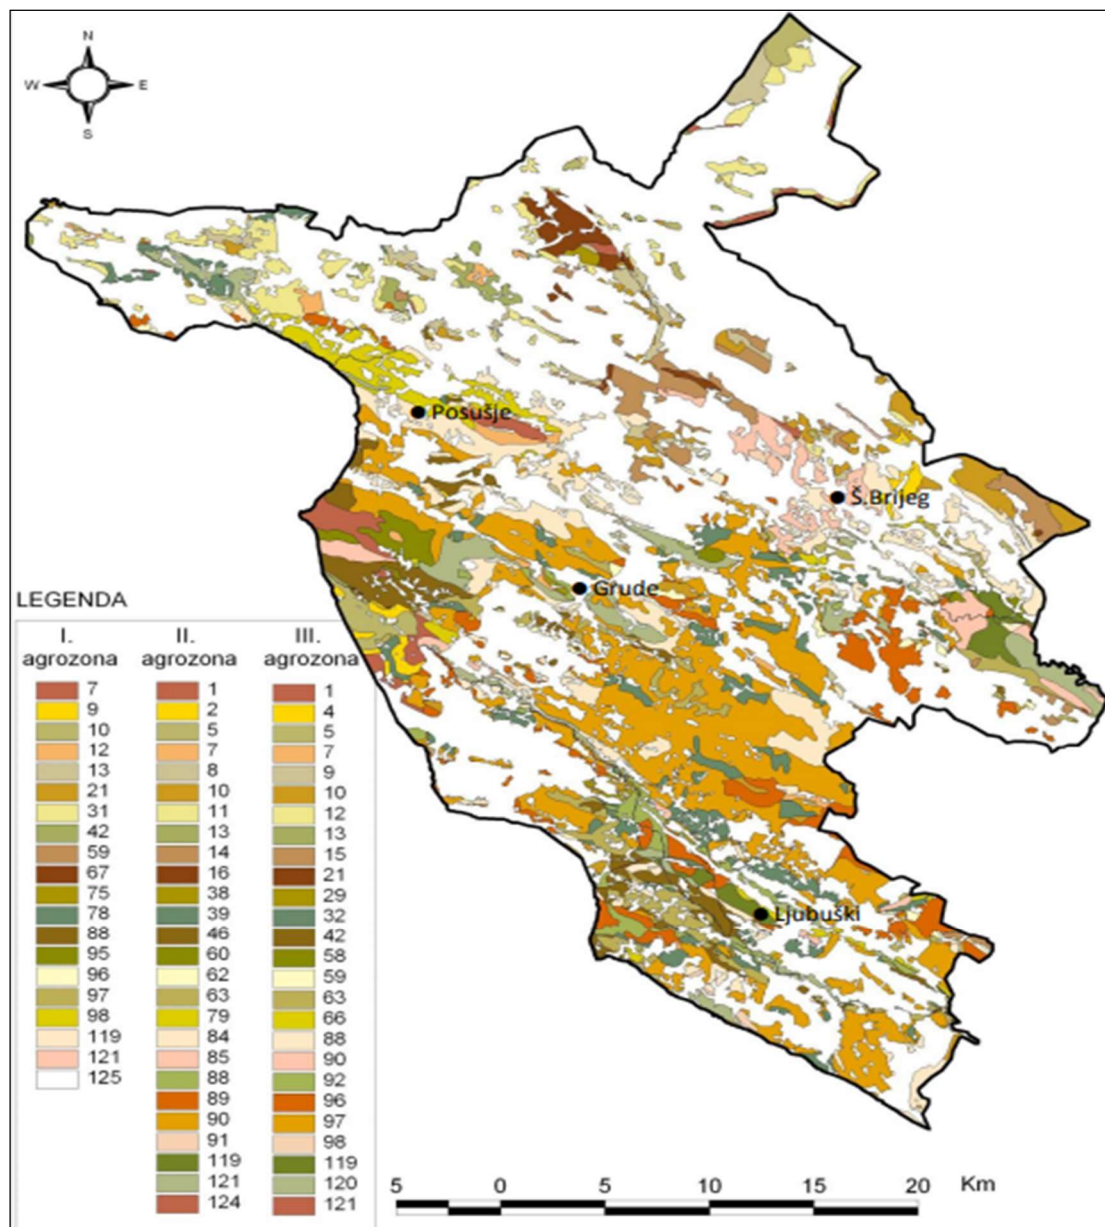 N
W E
S
Posušje
Š.Brijeg
Grude
Ljubuški
LEGENDA
I. II. III.
agrozona agrozona agrozona
7 1 1
9 2 4
10 5 5
12 7 7
13 8 9
21 10 10
31 11 12
42 13 13
59 14 15
67 16 21
75 38 29
78 39 32
88 46 42
95 60 58
96 62 59
97 63 63
98 79 66
119 84 88
121 85 90
125 88 92
89 96
90 97
91 98
119 119
121 120
124 121
5 0 5 10 15 20 Km